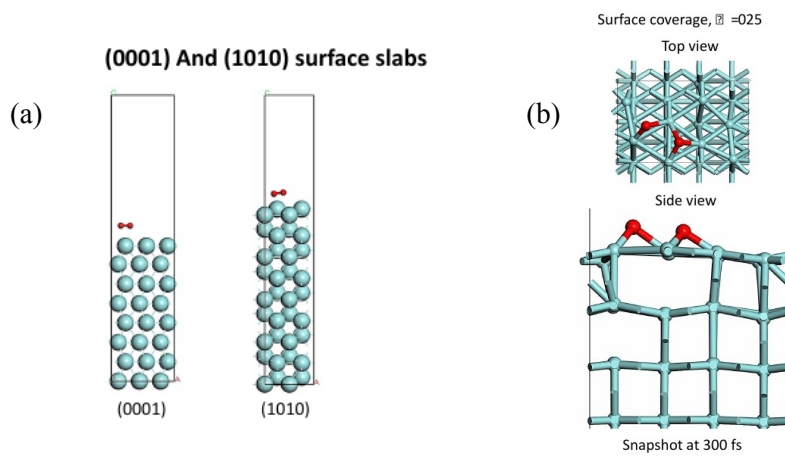 (0001) And (1010) surface slabs
(a)
(0001)
(1010)
(b)
Surface coverage, =025
Top view
Side view
Snapshot at 300 fs